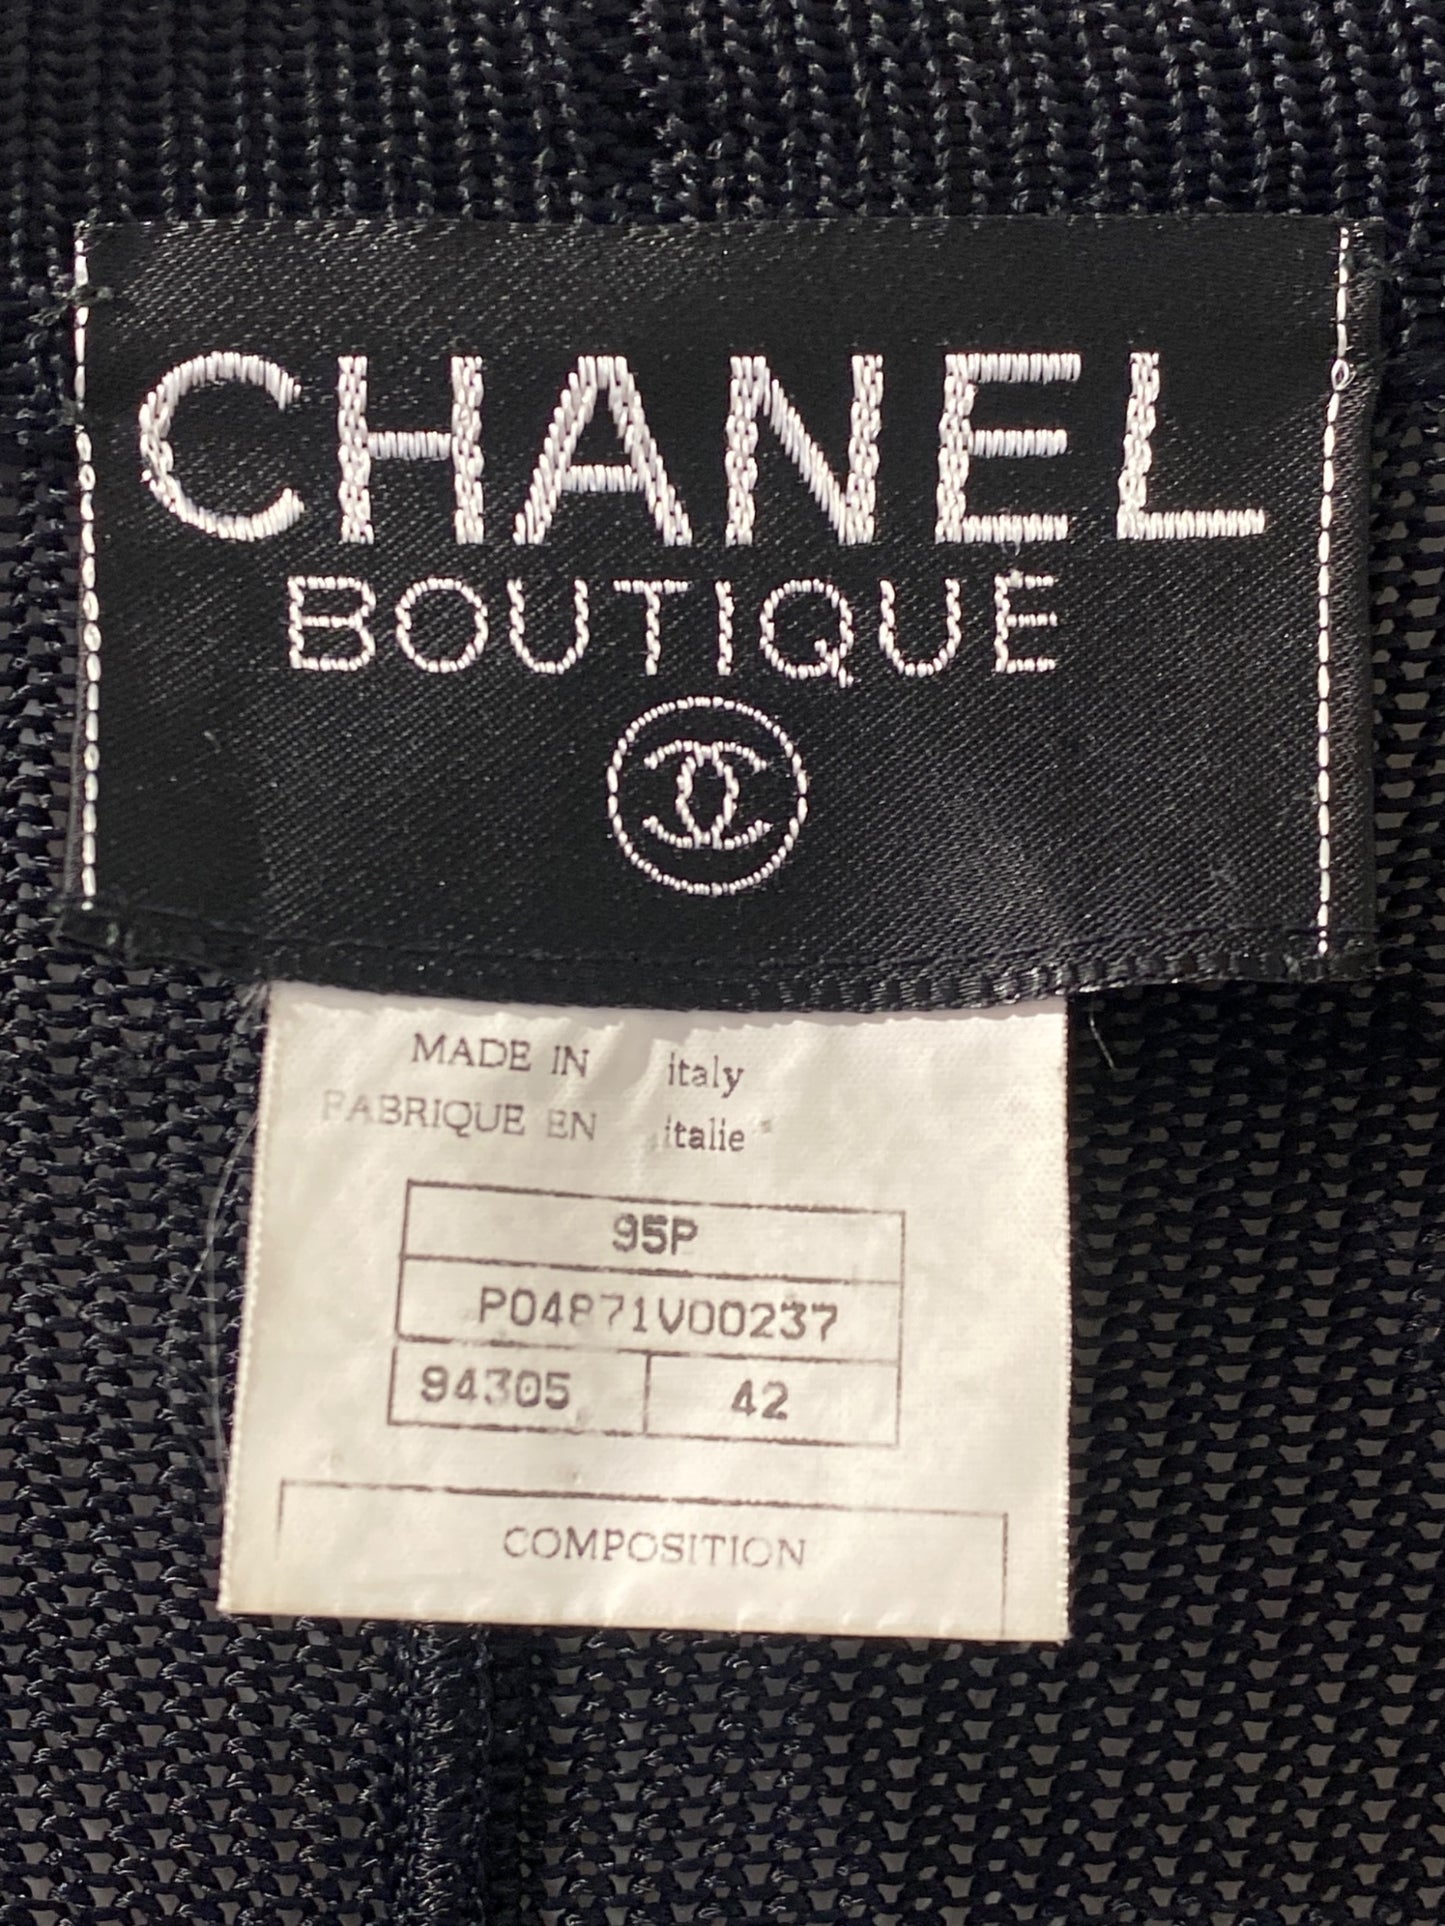 CHANEL
BOUTIQUE
MADE IN italy
FABRIQUE EN italie
95P
P04871V00237
94305 42
COMPOSITION